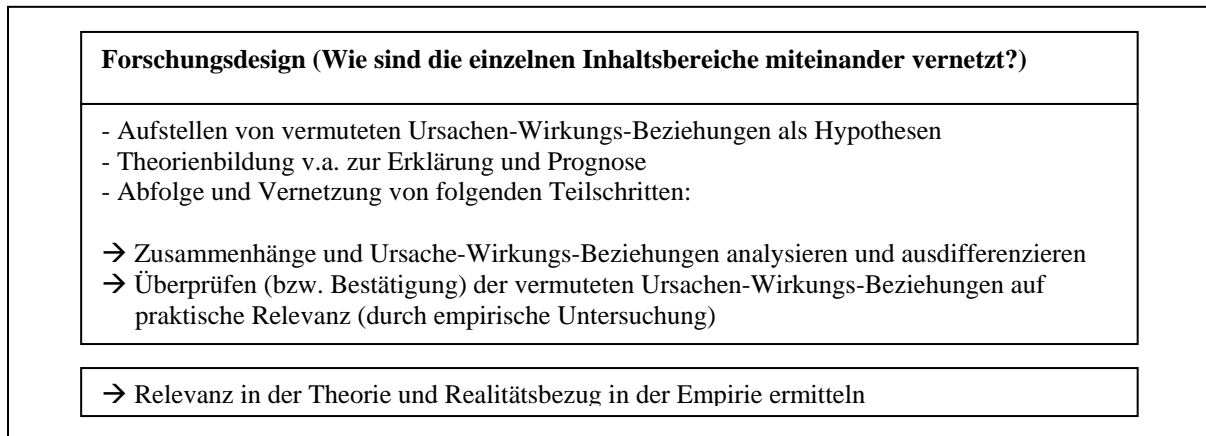 Forschungsdesign (Wie sind die einzelnen Inhaltsbereiche miteinander vernetzt?)
- Aufstellen von vermuteten Ursachen-Wirkungs-Beziehungen als Hypothesen
- Theorienbildung v.a. zur Erklärung und Prognose
- Abfolge und Vernetzung von folgenden Teilschritten:
→ Zusammenhänge und Ursache-Wirkungs-Beziehungen analysieren und ausdifferenzieren
→ Überprüfen (bzw. Bestätigung) der vermuteten Ursachen-Wirkungs-Beziehungen auf
praktische Relevanz (durch empirische Untersuchung)
→ Relevanz in der Theorie und Realitätsbezug in der Empirie ermitteln